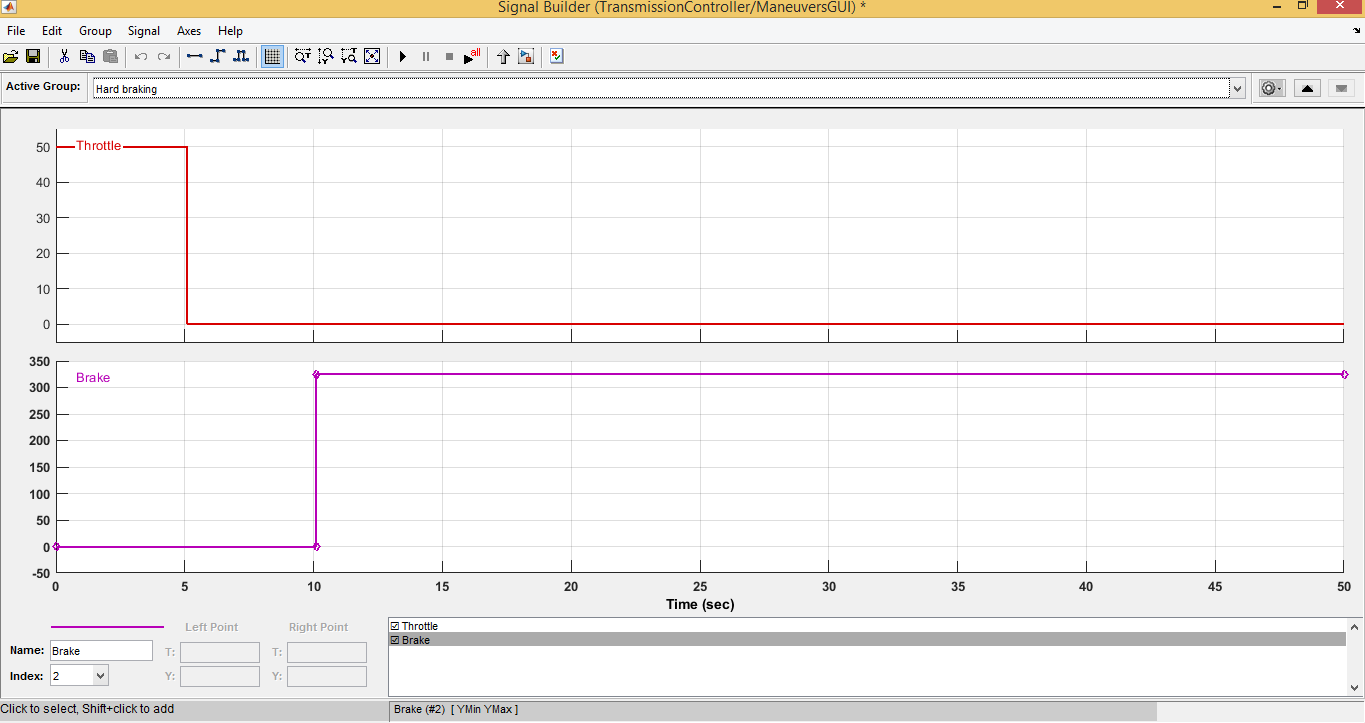 Signal Builder (TransmissionController/ManeuversGUI) *
File Edit Group Signal Axes Help
all
Active Group: Hard braking
Throttle
50
40
30
20
10
0
Brake
350
300
250
200
150
100
50
0
-50
0 5 10 15 20 25 30 35 40 45 50
Time (sec)
Left Point Right Point
Name: Brake T: T:
Index: 2 Y: Y:
Throttle
Brake
Click to select, Shift+click to add Brake (#2) [ YMin YMax ]